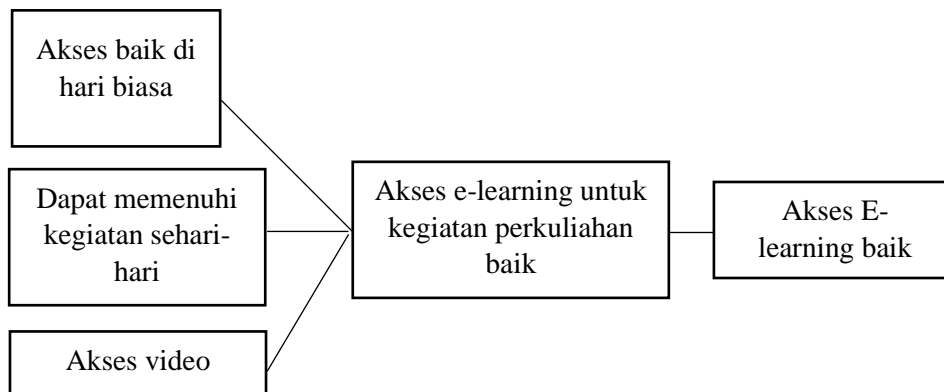 Akses baik di
hari biasa
Dapat memenuhi
kegiatan sehari-
hari
Akses video
Akses e-learning untuk
kegiatan perkuliahan
baik
Akses E-
learning baik